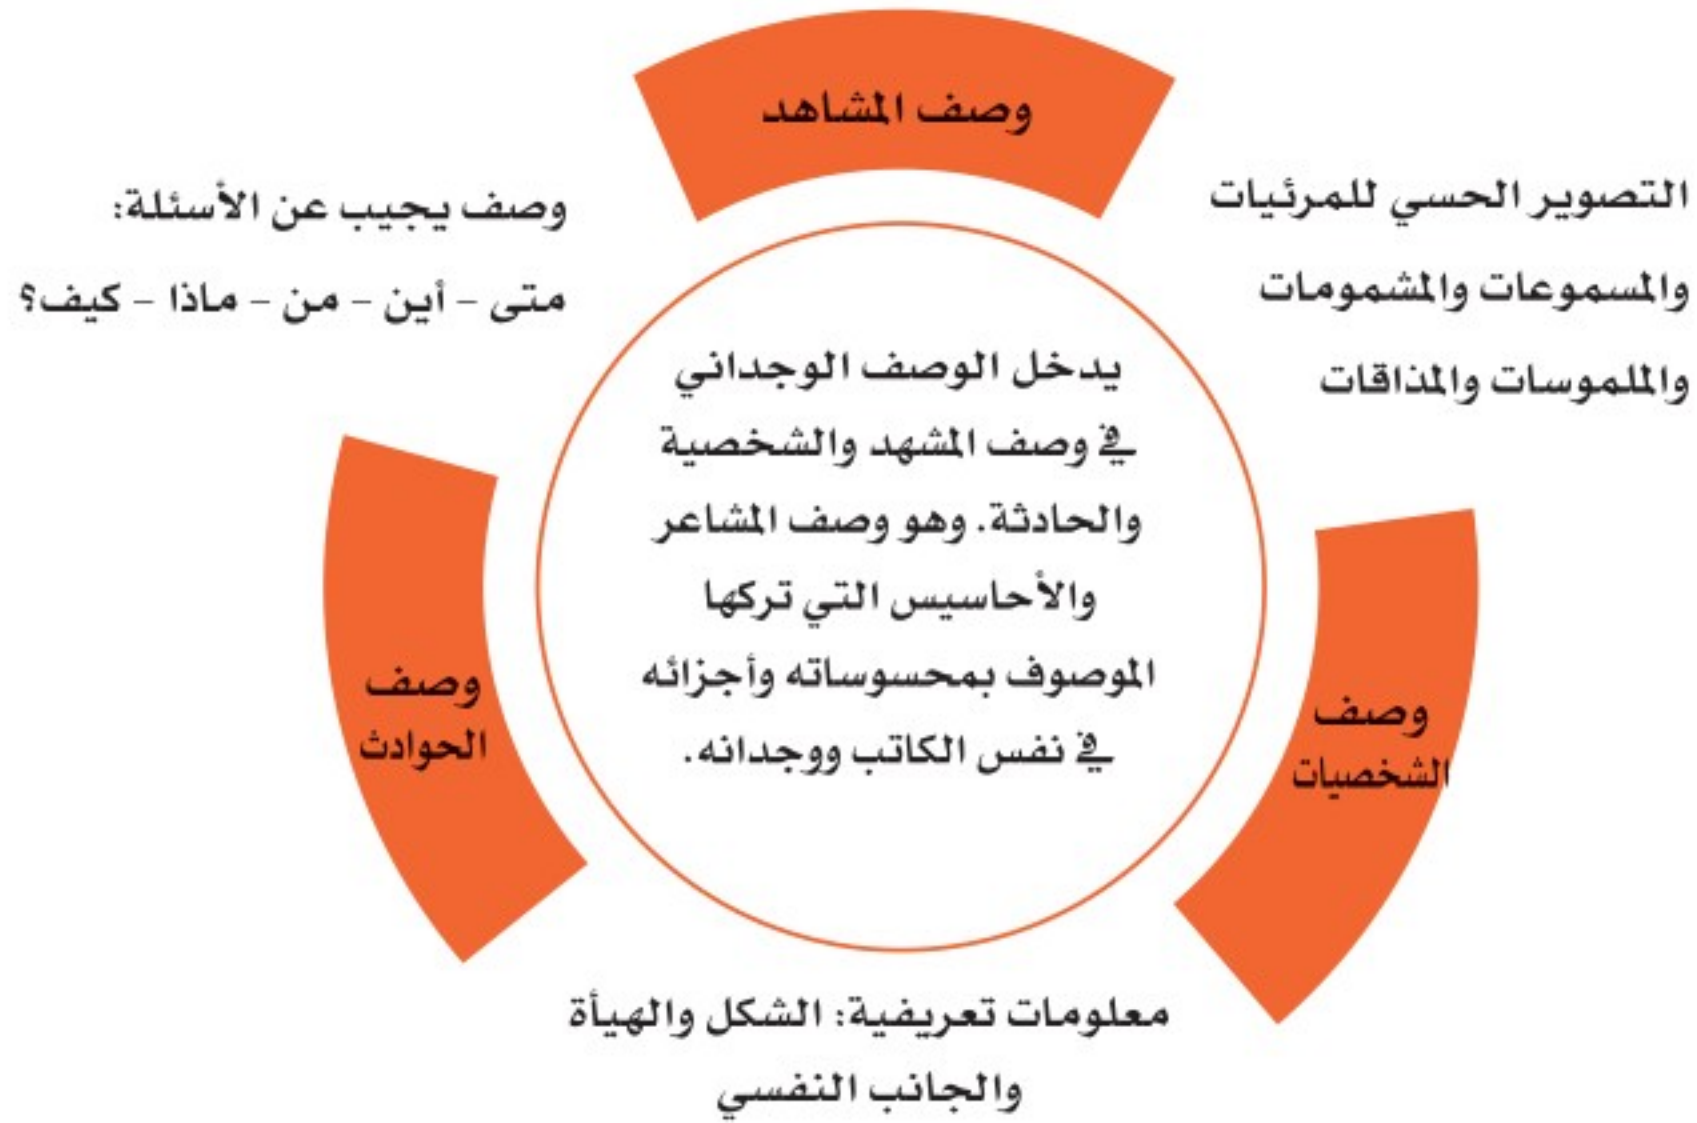 وصف المشاهد
التصوير الحسي للمرئيات
والمسموعات والمشمومات
والملموسات والمذاقات
وصف
الشخصيات
معلومات تعريفية: الشكل والهيأة
والجانب النفسي
وصف
الحوادث
وصف يجيب عن الأسئلة:
متى - أين - من - ماذا - كيف؟
يدخل الوصف الوجداني
في وصف المشهد والشخصية
والحادثة. وهو وصف المشاعر
والأحاسيس التي تركها
الموصوف بمحسوساته وأجزائه
في نفس الكاتب ووجدانه.